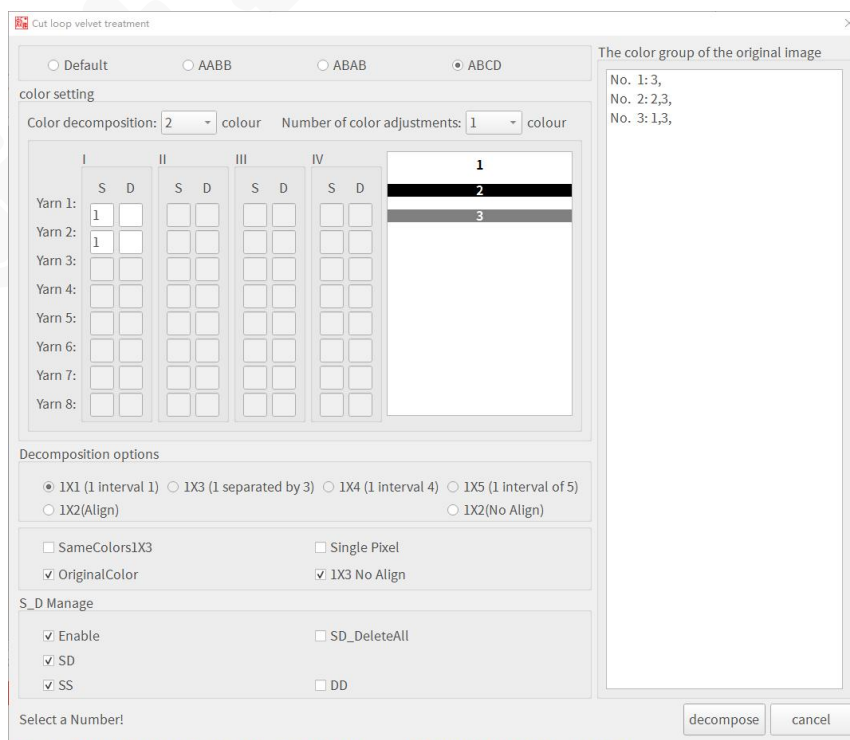 Cut loop velvet treatment
Default AABB ABAB ABCD
color setting
Color decomposition: 2 colour Number of color adjustments: 1 colour
I II III IV
S D S D S D S D
1
2
3
Yarn 1: 1
Yarn 2: 1
Yarn 3:
Yarn 4:
Yarn 5:
Yarn 6:
Yarn 7:
Yarn 8:
Decomposition options
1X1 (1 interval 1) 1X3 (1 separated by 3) 1X4 (1 interval 4) 1X5 (1 interval of 5)
1X2(Align) 1X2(No Align)
SameColors1X3 Single Pixel
OriginalColor 1X3 No Align
S_D Manage
Enable SD_DeleteAll
SD
SS DD
Select a Number!
The color group of the original image
No. 1: 3,
No. 2: 2,3,
No. 3: 1,3,
decompose cancel